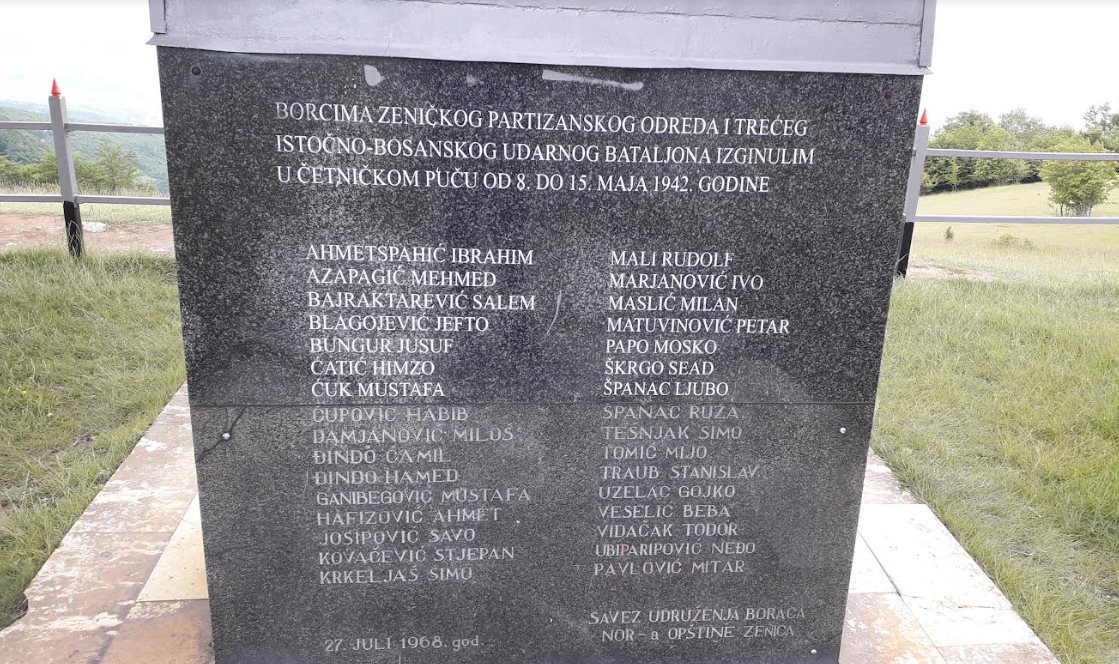 BORCIMA ZENIČKOG PARTIZANSKOG ODREDA I TREĆEG
ISTOČNO-BOSANSKOG UDARNOG BATALJONA IZGINULIM
U ČETNIČKOM PUČU OD 8. DO 15. MAJA 1942. GODINE
AHMETSPAHIĆ IBRAHIM
AZAPAGIĆ MEHMED
BAJRAKTAREVIĆ SALEM
BLAGOJEVIĆ JEFTO
BUNGUR JUSUF
ĆATIĆ HIMZO
ĆUK MUSTAFA
ČUPOVIĆ HABIB
DAMJANOVIĆ MILOŠ
ĐINĐO ĆAMIL
ĐINĐO HAMED
GANIBEGOVIĆ MUSTAFA
HAFIZOVIĆ AHMET
JOSIPOVIĆ SAVO
KOVAČEVIĆ STJEPAN
KRKELJAŠ SIMO
MALI RUDOLF
MARJANOVIĆ IVO
MASLIĆ MILAN
MATUVINOVIĆ PETAR
PAPO MOSKO
ŠKRGO SEAD
ŠPANAC LJUBO
ŠPANAC RUŽA
TEŠNJAK SIMO
TOMIĆ MIJO
TRAUB STANISLAV
UZELAC GOJKO
VESELIĆ BEBA
VIDAČAK TODOR
UBIPARIPOVIĆ NEĐO
PAVLOVIĆ MITAR
27. JULI 1968. god.
SAVEZ UDRUŽENJA BORACA
NOR-a OPŠTINE ZENICA